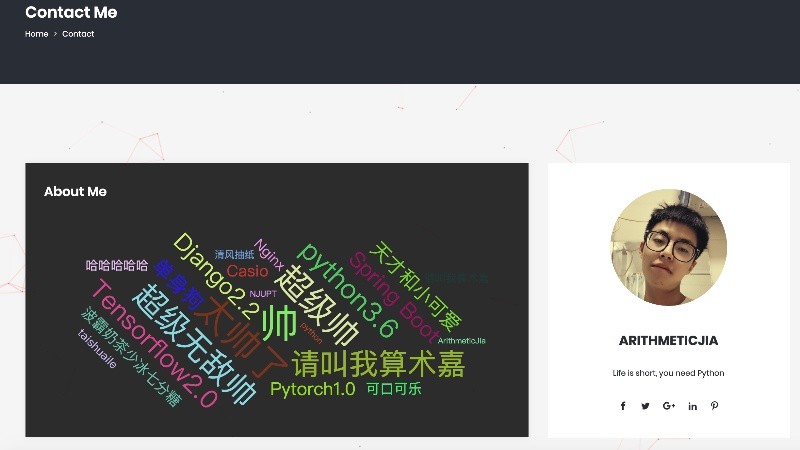 Contact Me
Home > Contact
About Me
Django2.2
清风抽纸
Nginx
python3.6
天才和小可爱
哈哈哈哈哈
单身狗
Casio
超级帅
Spring Boot
NJUPT
Tensorflow2.0
超级无敌帅
太帅了
帅
python
ArithmeticJia
波霸奶茶少冰七分糖
taishuaile
请叫我算术嘉
Pytorch1.0
可口可乐
ARITHMETICJIA
Life is short, you need Python